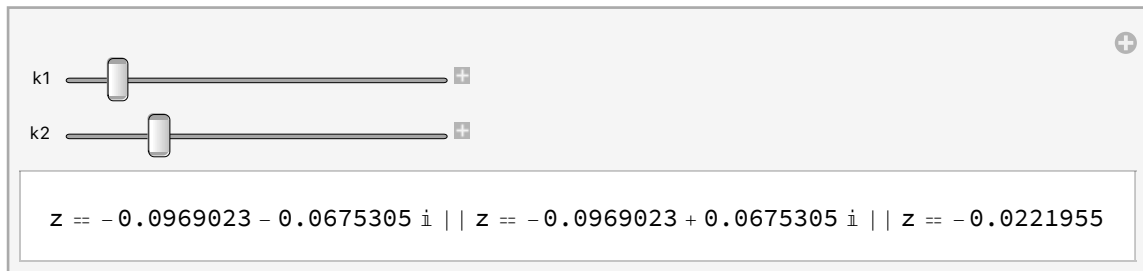 k1
k2
z == -0.0969023 - 0.0675305 ⅈ || z == -0.0969023 + 0.0675305 ⅈ || z == -0.0221955